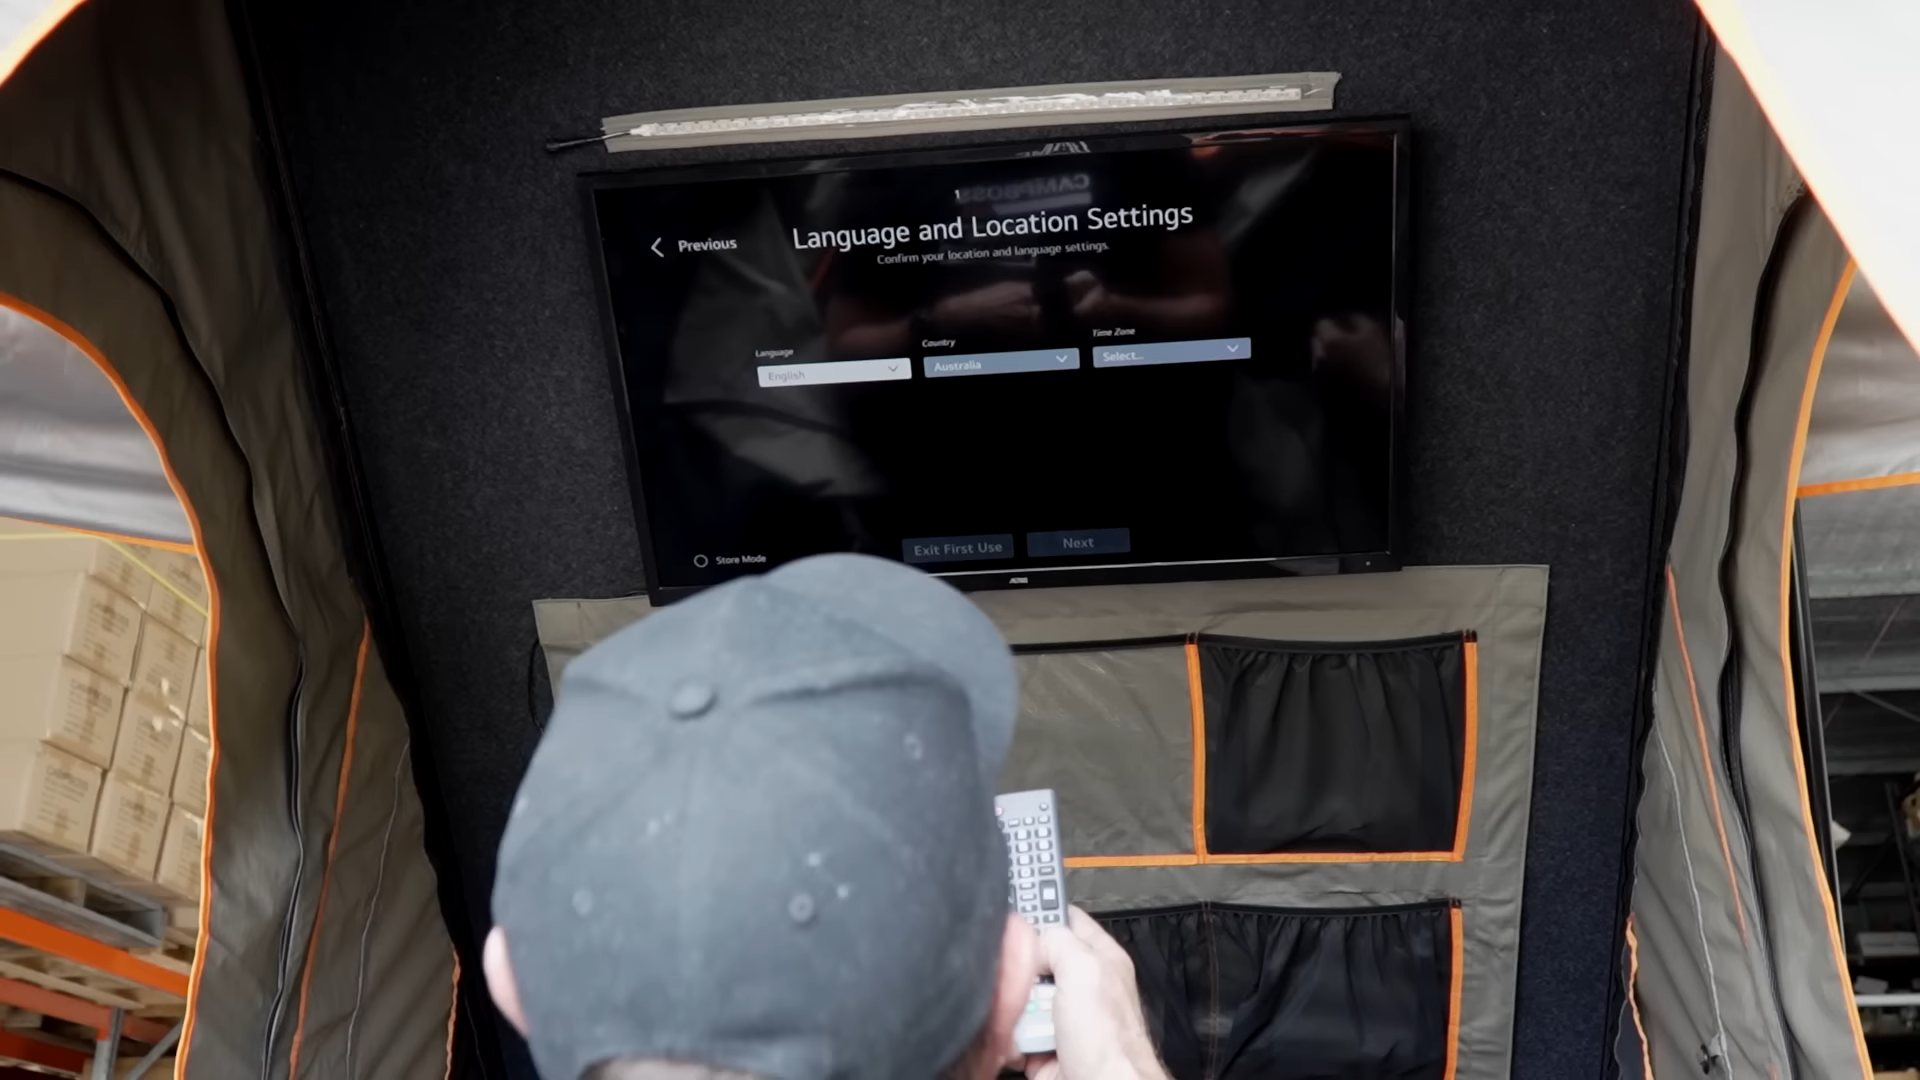 Language and Location Settings
Previous
Confirm your location and language settings.
Language
Country
Time Zone
English
Australia
Select...
Exit First Use
Next
Store Mode